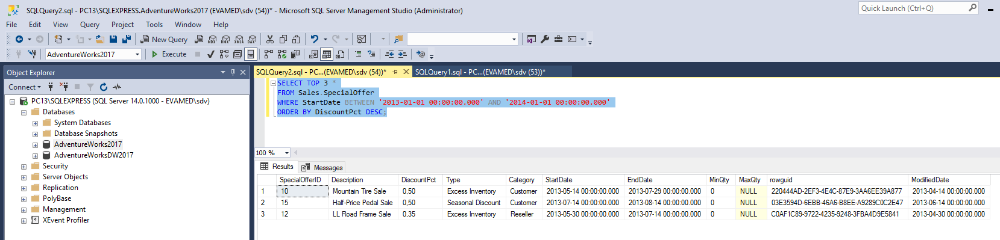 SQLQuery2.sql - PC13\SQLEXPRESS.AdventureWorks2017 (EVAMED\sdv (54))* - Microsoft SQL Server Management Studio (Administrator)
Quick Launch (Ctrl+Q)
File Edit View Query Project Tools Window Help
New Query MDX DMX XMLA DAX
AdventureWorks2017 Execute
Object Explorer
SQLQuery2.sql - PC...(EVAMED\sdv (54))* SQLQuery1.sql - PC...(EVAMED\sdv (53))*
Connect
PC13\SQLEXPRESS (SQL Server 14.0.1000 - EVAMED\sdv)
Databases
System Databases
Database Snapshots
AdventureWorks2017
AdventureWorksDW2017
Security
Server Objects
Replication
PolyBase
Management
XEvent Profiler
SELECT TOP 3 *
FROM Sales.SpecialOffer
WHERE StartDate BETWEEN '2013-01-01 00:00:00.000' AND '2014-01-01 00:00:00.000'
ORDER BY DiscountPct DESC;
100 %
Results Messages
SpecialOfferID Description DiscountPct Type Category StartDate EndDate MinQty MaxQty rowguid ModifiedDate
1 10 Mountain Tire Sale 0,50 Excess Inventory Customer 2013-05-14 00:00:00.000 2013-07-29 00:00:00.000 0 NULL 220444AD-2EF3-4E4C-87E9-3AA6EE39A877 2013-04-14 00:00:00.000
2 15 Half-Price Pedal Sale 0,50 Seasonal Discount Customer 2013-07-14 00:00:00.000 2013-08-14 00:00:00.000 0 NULL 03E3594D-6EBB-46A6-B8EE-A9289C0C2E47 2013-06-14 00:00:00.000
3 12 LL Road Frame Sale 0,35 Excess Inventory Reseller 2013-05-30 00:00:00.000 2013-07-14 00:00:00.000 0 NULL C0AF1C89-9722-4235-9248-3FBA4D9E5841 2013-04-30 00:00:00.000